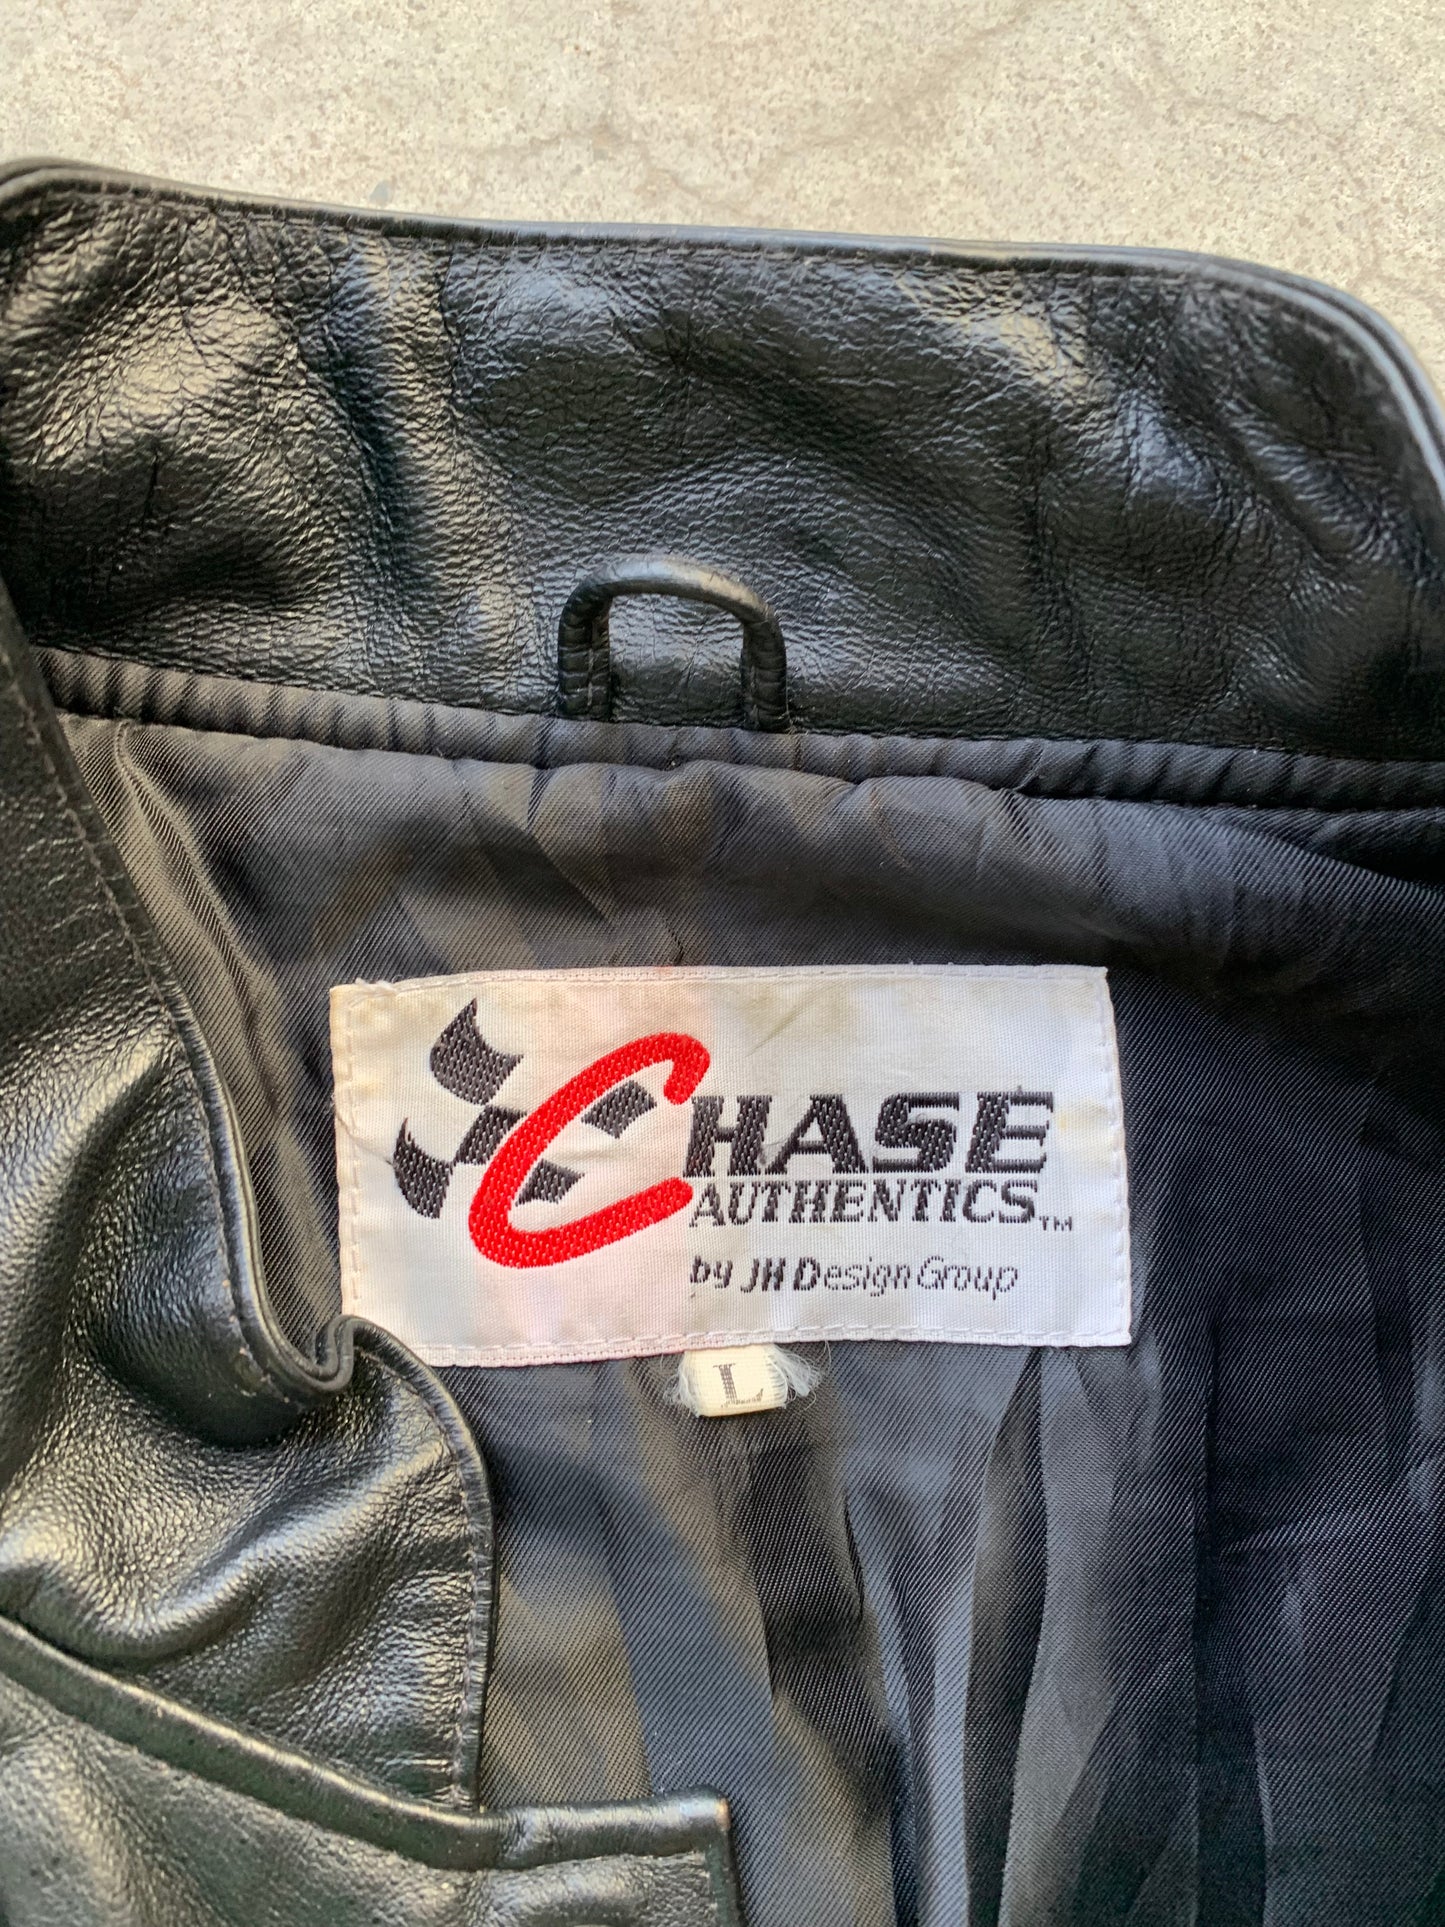 CHASE
AUTHENTICS™
by JH Design Group
L